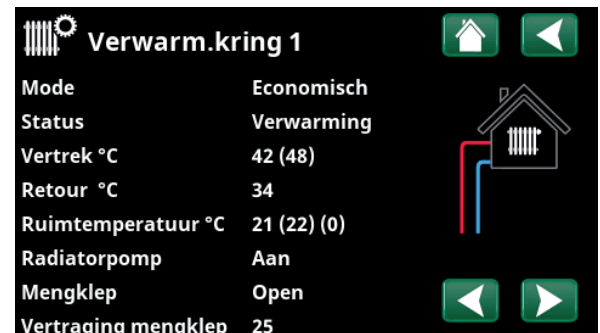 Verwarm.kring 1
Mode Economisch
Status Verwarming
Vertrek °C 42 (48)
Retour °C 34
Ruimtemperatuur °C 21 (22) (0)
Radiatorpomp Aan
Mengklep Open
Vertraging mengklep 25